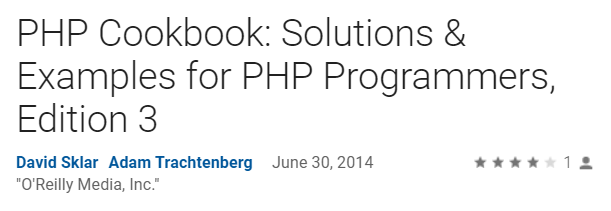 PHP Cookbook: Solutions &
Examples for PHP Programmers,
Edition 3
David Sklar Adam Trachtenberg June 30, 2014 1
"O'Reilly Media, Inc."